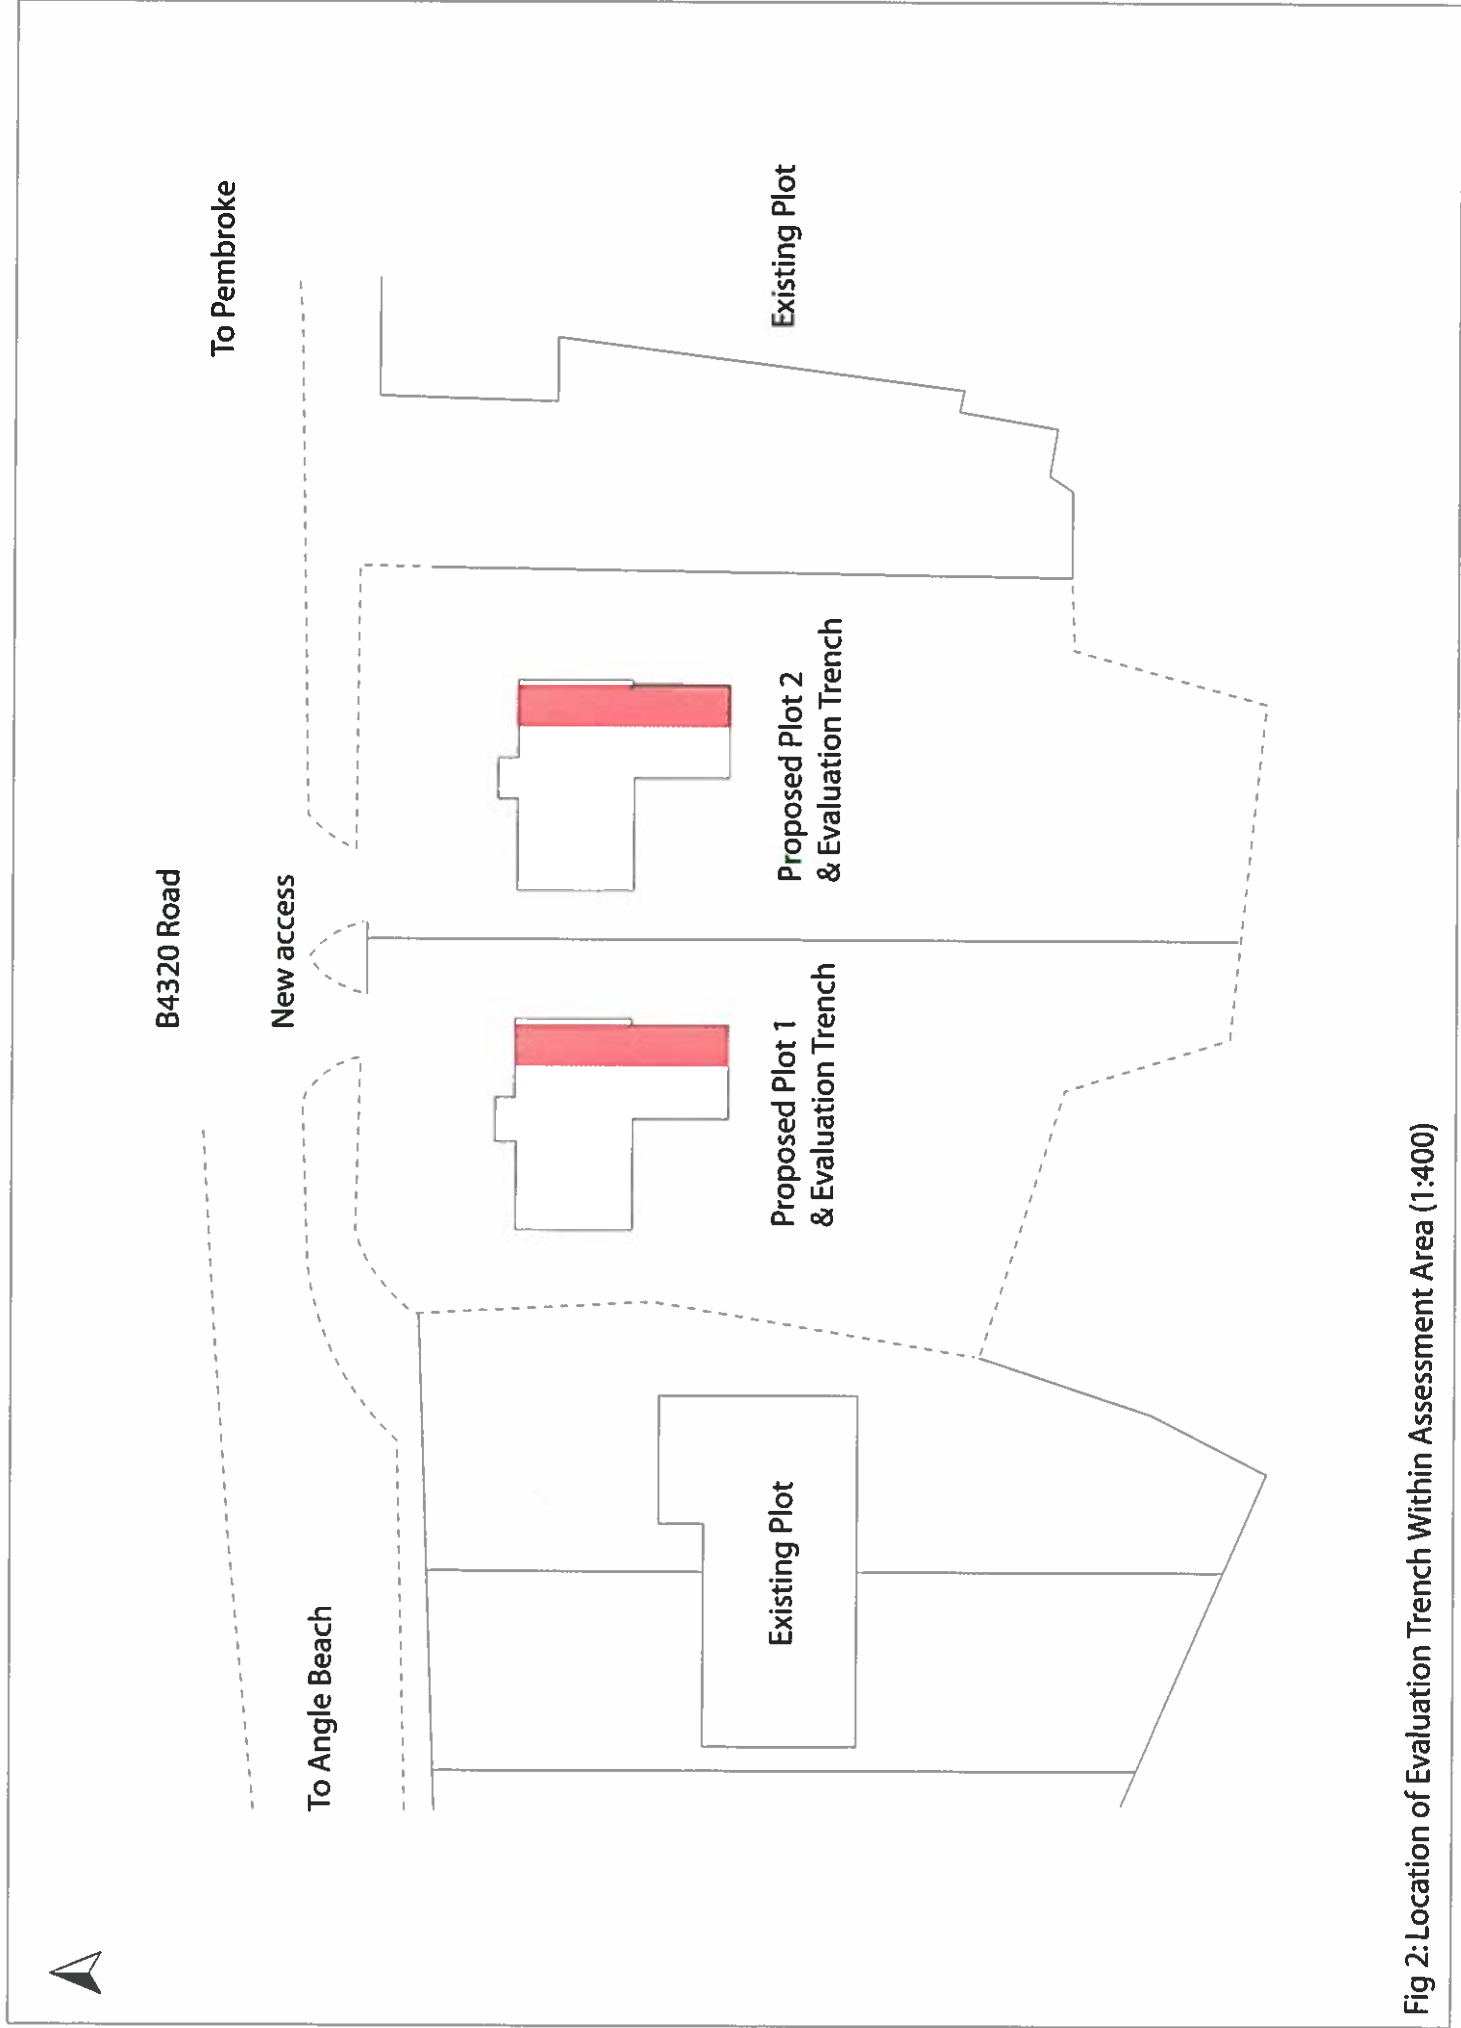 B4320 Road
To Pembroke
New access
To Angle Beach
Existing Plot
Proposed Plot 1
& Evaluation Trench
Proposed Plot 2
& Evaluation Trench
Existing Plot
Fig 2: Location of Evaluation Trench Within Assessment Area (1:400)